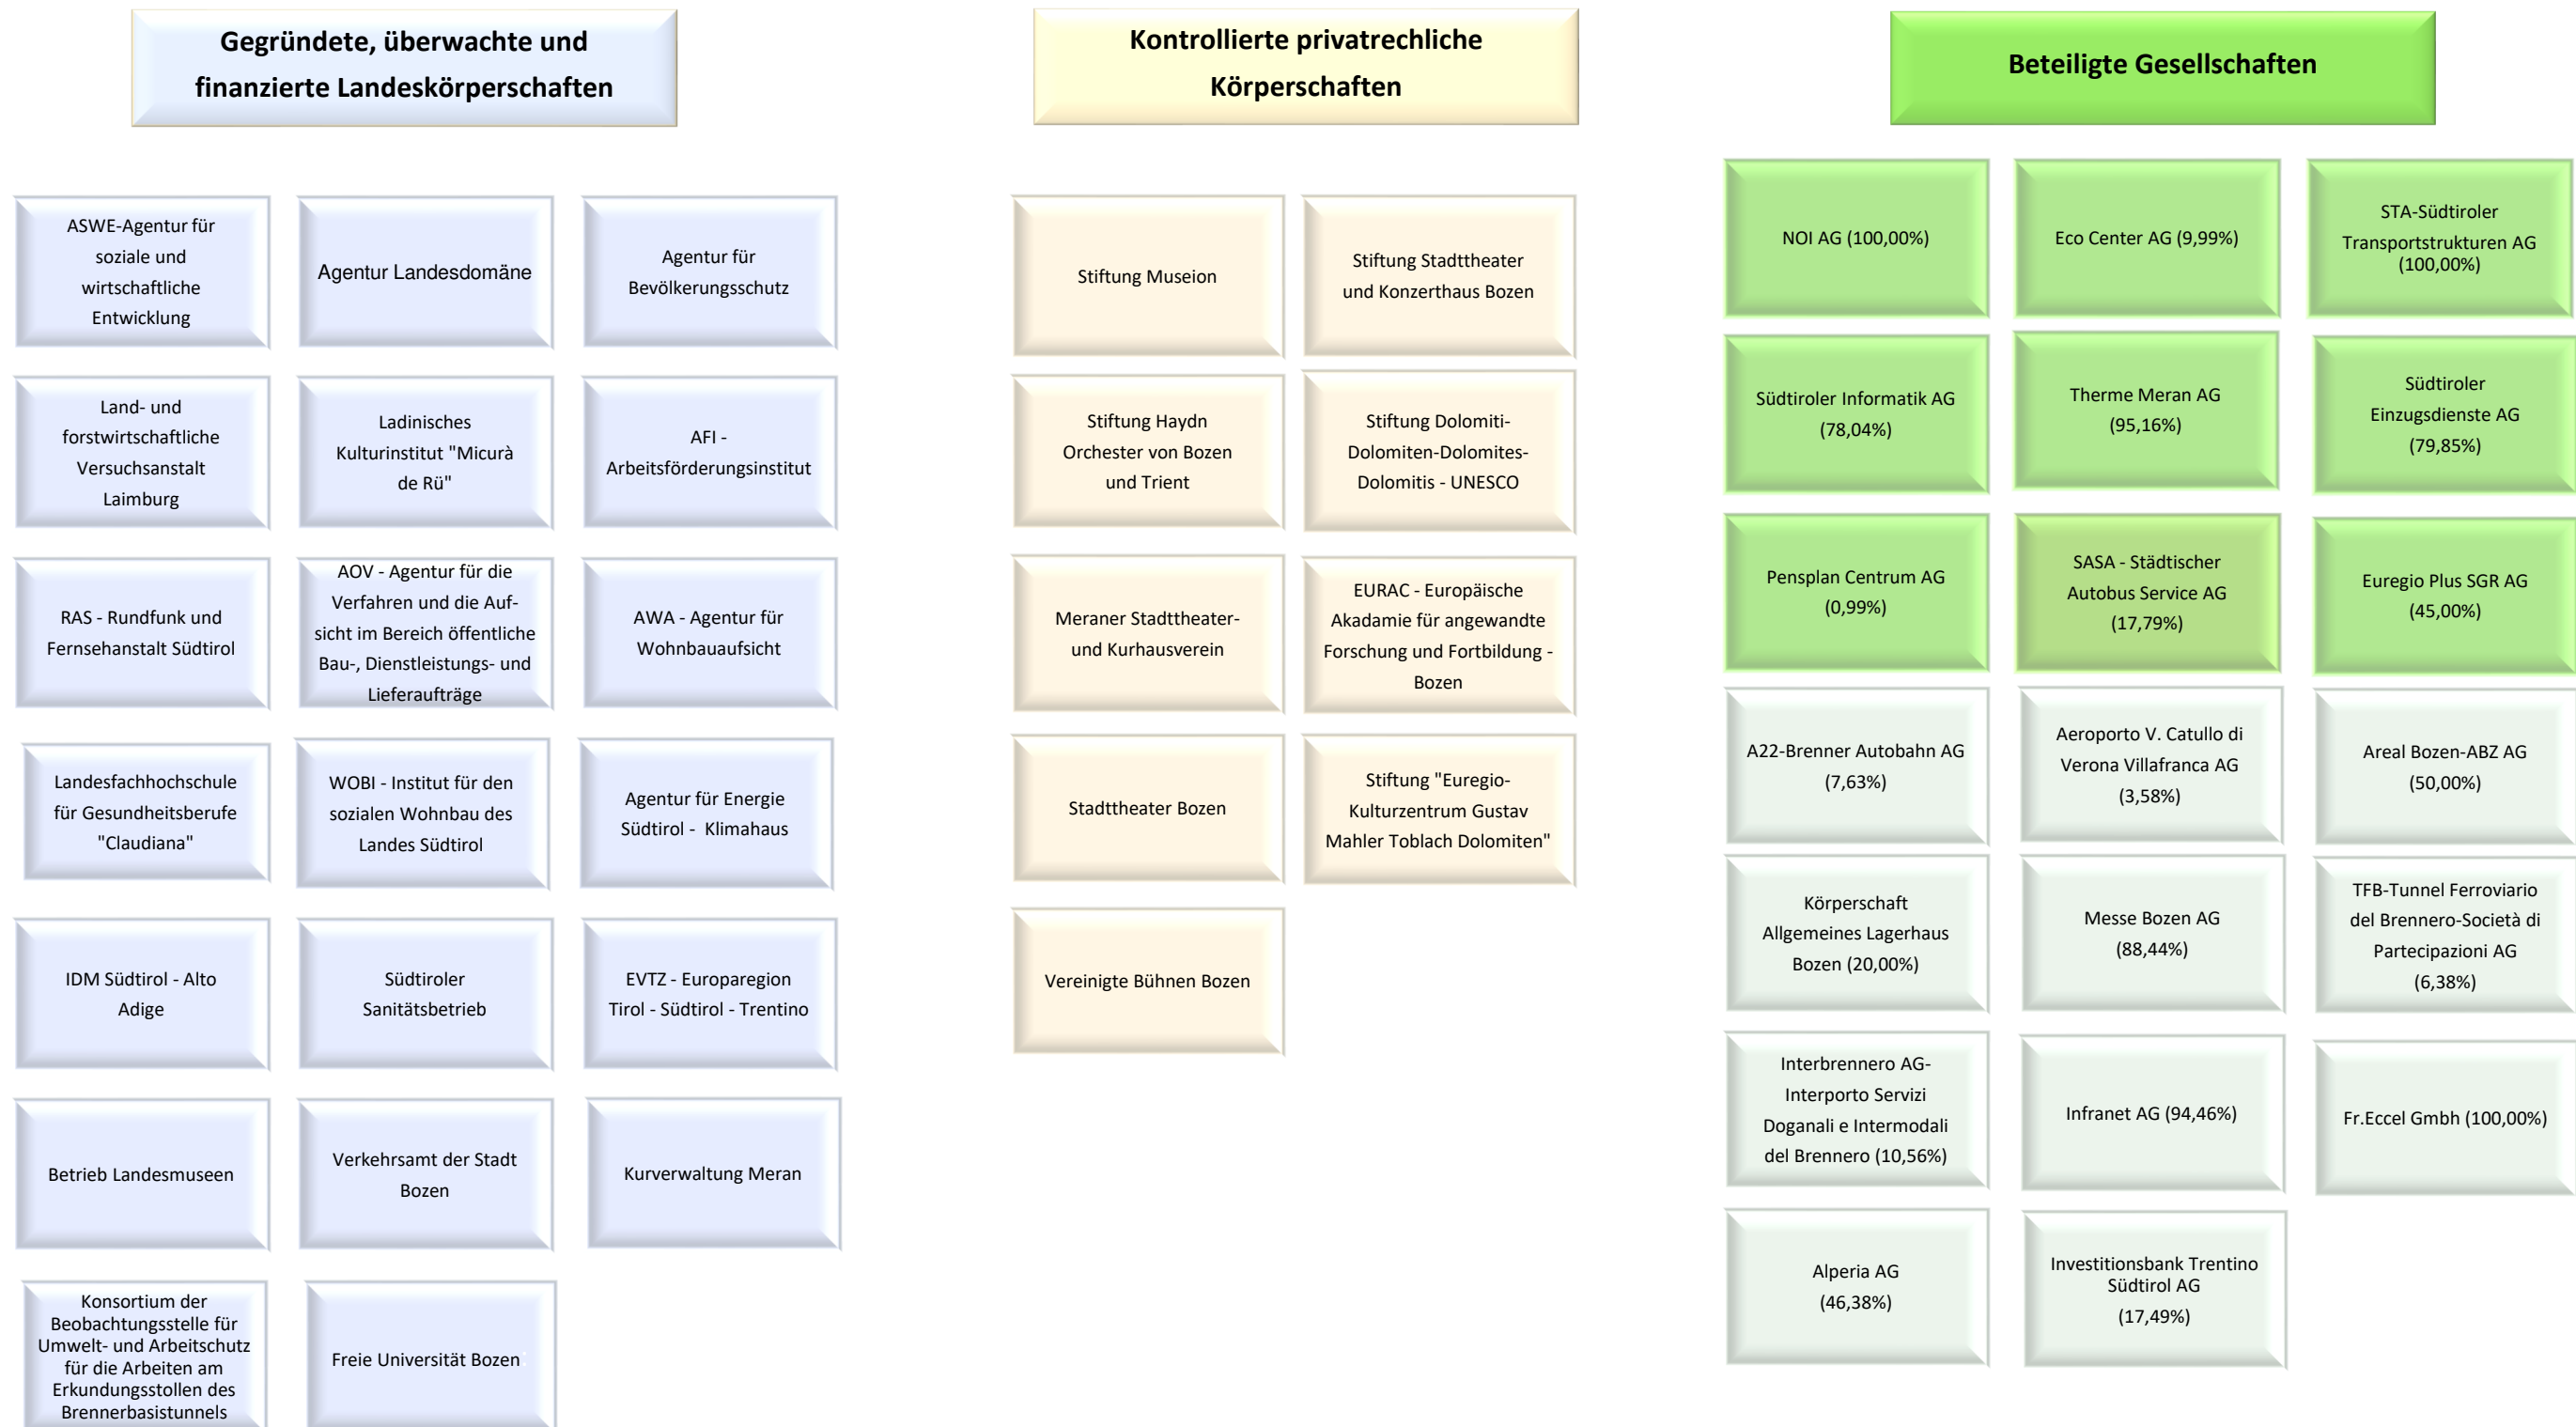 Gegründete, überwachte und
finanzierte Landeskörperschaften
ASWE-Agentur für
soziale und
wirtschaftliche
Entwicklung
Agentur Landesdomäne
Agentur für
Bevölkerungsschutz
Land- und
forstwirtschaftliche
Versuchsanstalt
Laimburg
Ladinisches
Kulturinstitut "Micurà
de Rü"
AFI -
Arbeitsförderungsinstitut
RAS - Rundfunk und
Fernsehanstalt Südtirol
AOV - Agentur für die
Verfahren und die Auf-
sicht im Bereich öffentliche
Bau-, Dienstleistungs- und
Lieferaufträge
AWA - Agentur für
Wohnbauaufsicht
Landesfachhochschule
für Gesundheitsberufe
"Claudiana"
WOBI - Institut für den
sozialen Wohnbau des
Landes Südtirol
Agentur für Energie
Südtirol - Klimahaus
IDM Südtirol - Alto
Adige
Südtiroler
Sanitätsbetrieb
EVTZ - Europaregion
Tirol - Südtirol - Trentino
Betrieb Landesmuseen
Verkehrsamt der Stadt
Bozen
Kurverwaltung Meran
Konsortium der
Beobachtungsstelle für
Umwelt- und Arbeitschutz
für die Arbeiten am
Erkundungsstollen des
Brennerbasistunnels
Freie Universität Bozen
Kontrollierte privatrechliche
Körperschaften
Stiftung Museion
Stiftung Stadttheater
und Konzerthaus Bozen
Stiftung Haydn
Orchester von Bozen
und Trient
Stiftung Dolomiti-
Dolomiten-Dolomites-
Dolomitis - UNESCO
Meraner Stadttheater-
und Kurhausverein
EURAC - Europäische
Akadamie für angewandte
Forschung und Fortbildung -
Bozen
Stadttheater Bozen
Stiftung "Euregio-
Kulturzentrum Gustav
Mahler Toblach Dolomiten"
Vereinigte Bühnen Bozen
Beteiligte Gesellschaften
NOI AG (100,00%)
Eco Center AG (9,99%)
STA-Südtiroler
Transportstrukturen AG
(100,00%)
Südtiroler Informatik AG
(78,04%)
Therme Meran AG
(95,16%)
Südtiroler
Einzugsdienste AG
(79,85%)
Pensplan Centrum AG
(0,99%)
SASA - Städtischer
Autobus Service AG
(17,79%)
Euregio Plus SGR AG
(45,00%)
A22-Brenner Autobahn AG
(7,63%)
Aeroporto V. Catullo di
Verona Villafranca AG
(3,58%)
Areal Bozen-ABZ AG
(50,00%)
Körperschaft
Allgemeines Lagerhaus
Bozen (20,00%)
Messe Bozen AG
(88,44%)
TFB-Tunnel Ferroviario
del Brennero-Società di
Partecipazioni AG
(6,38%)
Interbrennero AG-
Interporto Servizi
Doganali e Intermodali
del Brennero (10,56%)
Infranet AG (94,46%)
Fr.Eccel Gmbh (100,00%)
Alperia AG
(46,38%)
Investitionsbank Trentino
Südtirol AG
(17,49%)